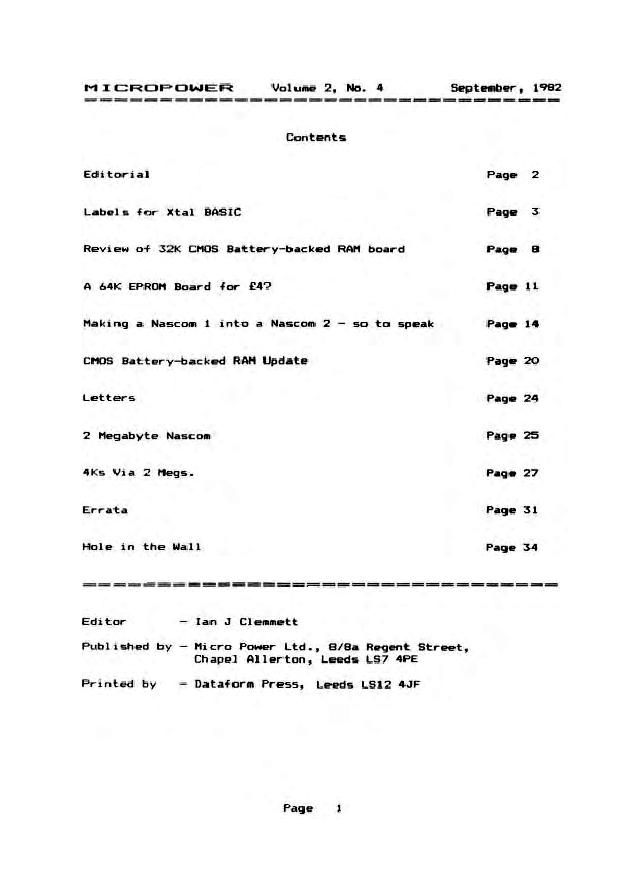 MICROPOWER Volume 2, No. 4 September, 1982
Contents
Editorial Page 2
Labels for Xtal BASIC Page 3
Review of 32K CMOS Battery-backed RAM board Page 8
A 64K EPROM Board for £4? Page 11
Making a Nascom 1 into a Nascom 2 - so to speak Page 14
CMOS Battery-backed RAM Update Page 20
Letters Page 24
2 Megabyte Nascom Page 25
4Ks Via 2 Megs. Page 27
Errata Page 31
Hole in the Wall Page 34
Editor - Ian J Clemmett
Published by - Micro Power Ltd., 8/8a Regent Street,
Chapel Allerton, Leeds LS7 4PE
Printed by - Dataform Press, Leeds LS12 4JF
Page 1